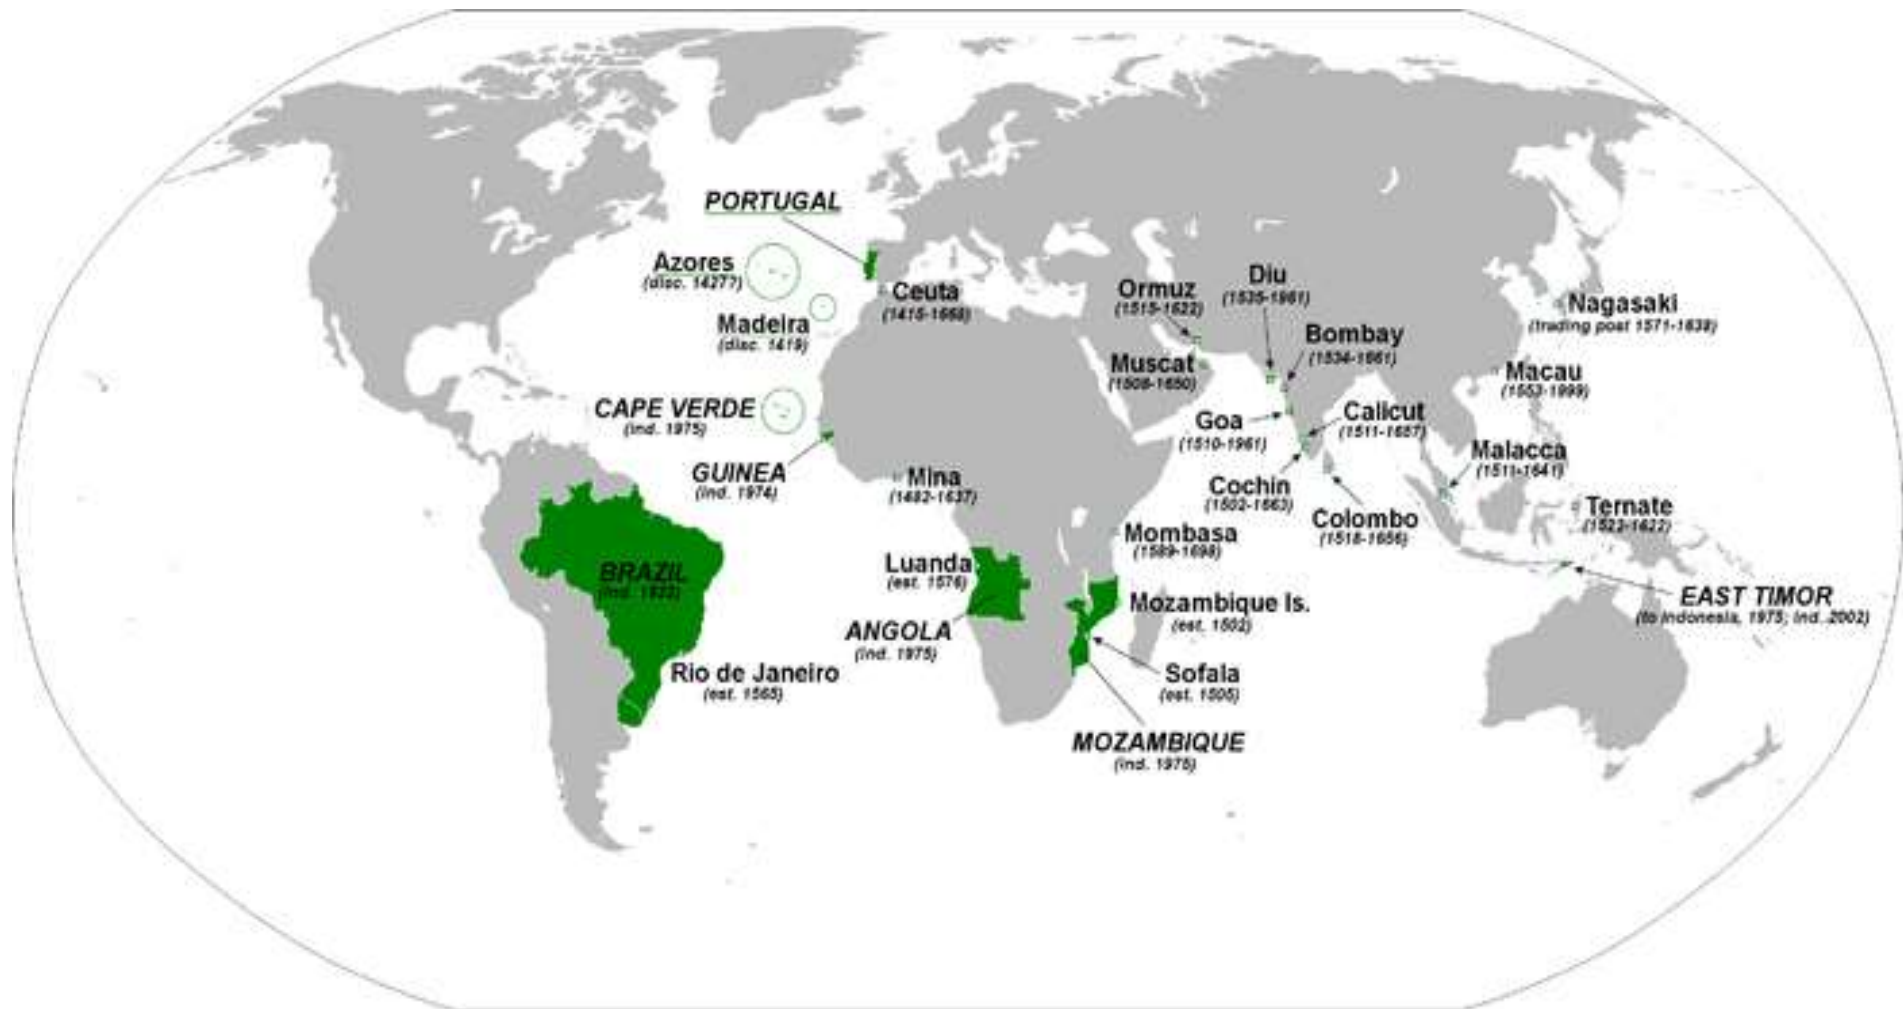 PORTUGAL
Azores
(disc. 1427?)
Madeira
(disc. 1419)
Ceuta
(1415-1668)
CAPE VERDE
(ind. 1975)
GUINEA
(ind. 1974)
Mina
(1482-1637)
BRAZIL
Rio de Janeiro
(est. 1565)
Luanda
(est. 1576)
ANGOLA
(ind. 1975)
Ormuz
(1515-1622)
Diu
(1535-1961)
Bombay
(1534-1661)
Muscat
(1508-1650)
Goa
(1510-1961)
Calicut
(1511-1657)
Cochin
(1502-1663)
Colombo
(1518-1656)
Mombasa
(1589-1698)
Mozambique Is.
(est. 1502)
Sofala
(est. 1505)
MOZAMBIQUE
(ind. 1975)
Nagasaki
(trading post 1571-1638)
Macau
(1553-1999)
Malacca
(1511-1641)
Ternate
(1522-1622)
EAST TIMOR
(to Indonesia, 1975; ind. 2002)